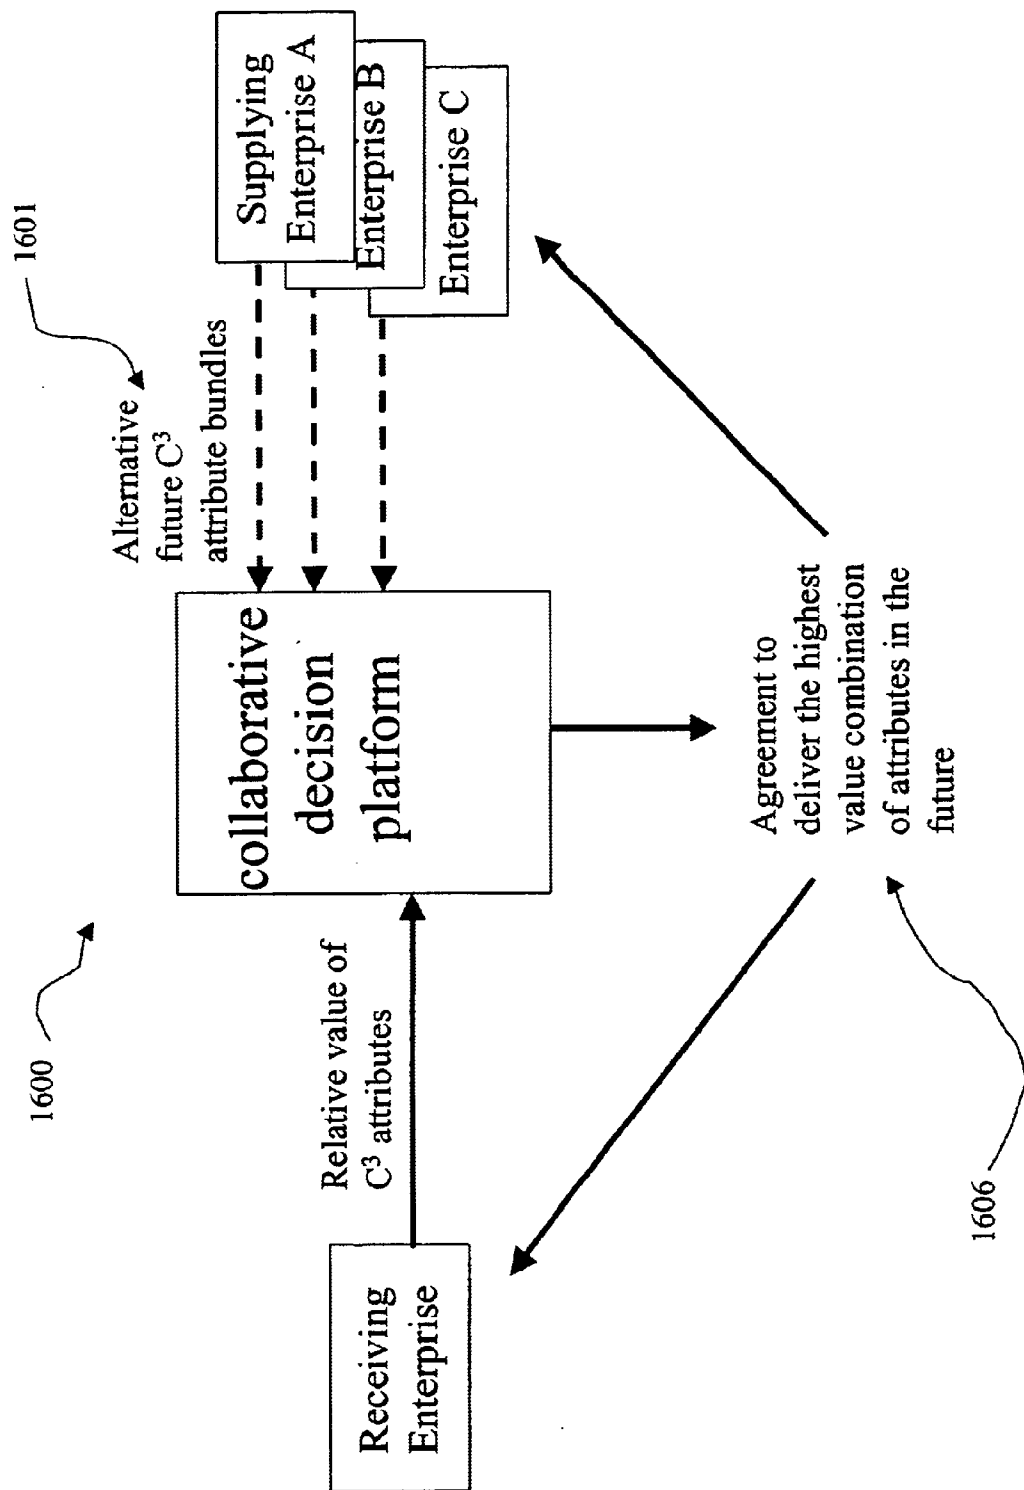 1600
1601
Alternative
future C³
attribute bundles
Supplying
Enterprise A
Enterprise B
Enterprise C
collaborative
decision
platform
Relative value of
C³ attributes
Receiving
Enterprise
Agreement to
deliver the highest
value combination
of attributes in the
future
1606